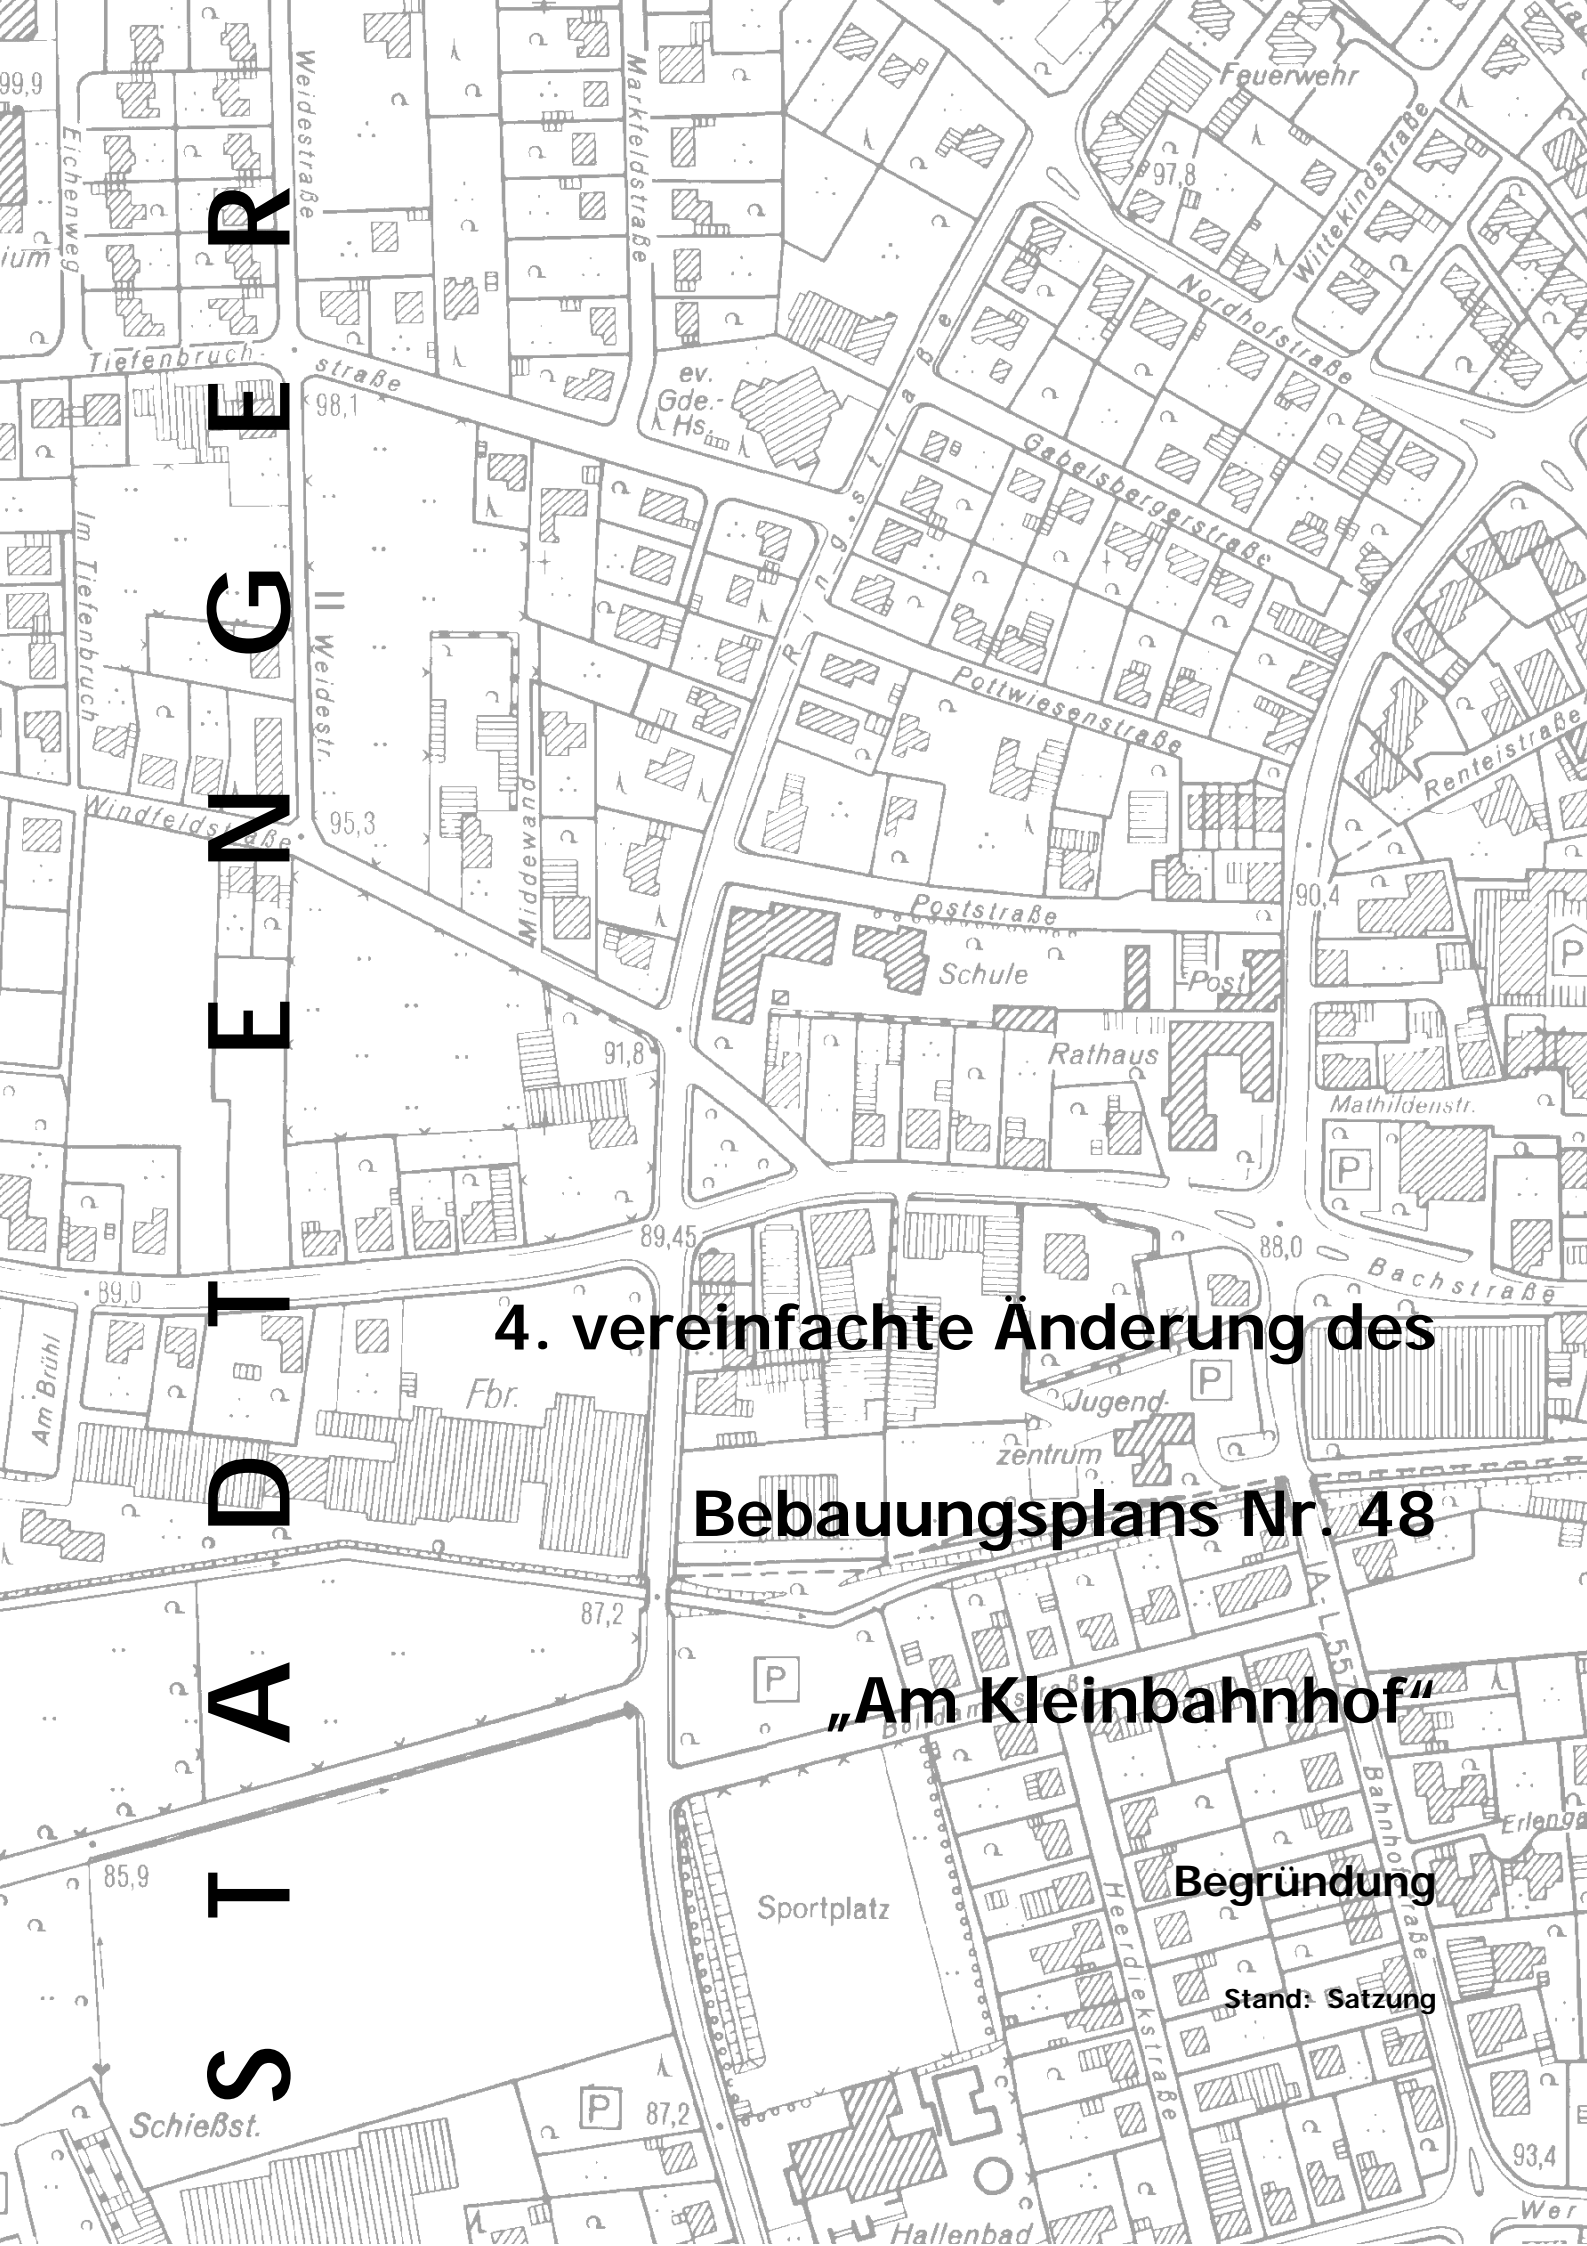 Feuerwehr
99,9
Eichenweg
Weidestraße
Markfeldstraße
97,8
Wittekindstraße
ium
Nordhofstraße
Tiefenbruch-
straße
98,1
ev.
Gde.-
Hs.
Ringstraße
Gabelsbergerstraße
Im Tiefenbruch
Weidestr.
Pottwiesenstraße
Renteistraße
Windfeldstraße
95,3
Middewand
90,4
Poststraße
Schule
Post
P
91,8
Rathaus
Mathildenstr.
P
89,45
88,0
Bachstraße
89,0
STADT ENGER
4. vereinfachte Änderung des
Am Brühl
Fbr.
P
Jugend-
zentrum
Bebauungsplans Nr. 48
87,2
L 557
P
„Am Kleinbahnhof“
Bahnhofstraße
Erlenga
85,9
Begründung
Sportplatz
Heerdiekstraße
Stand: Satzung
Schießst.
P
87,2
93,4
Wer
Hallenbad